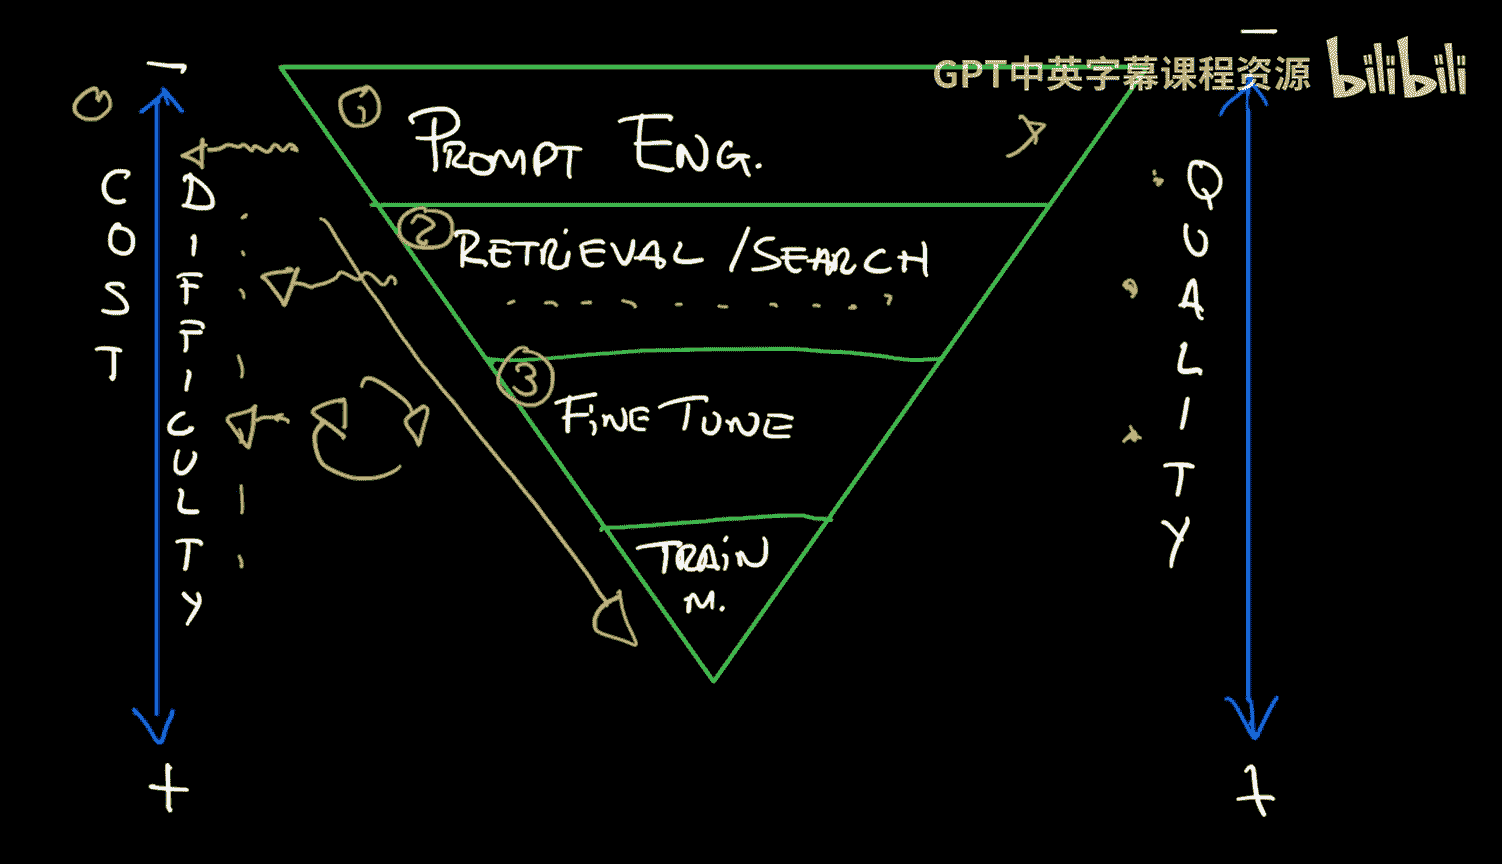 GPT中英字幕课程资源 bilibili
−
−
COST
DIFFICULTY
① PROMPT ENG.
② RETRIEVAL /SEARCH
③ FINE TUNE
TRAIN
M.
QUALITY
+
+